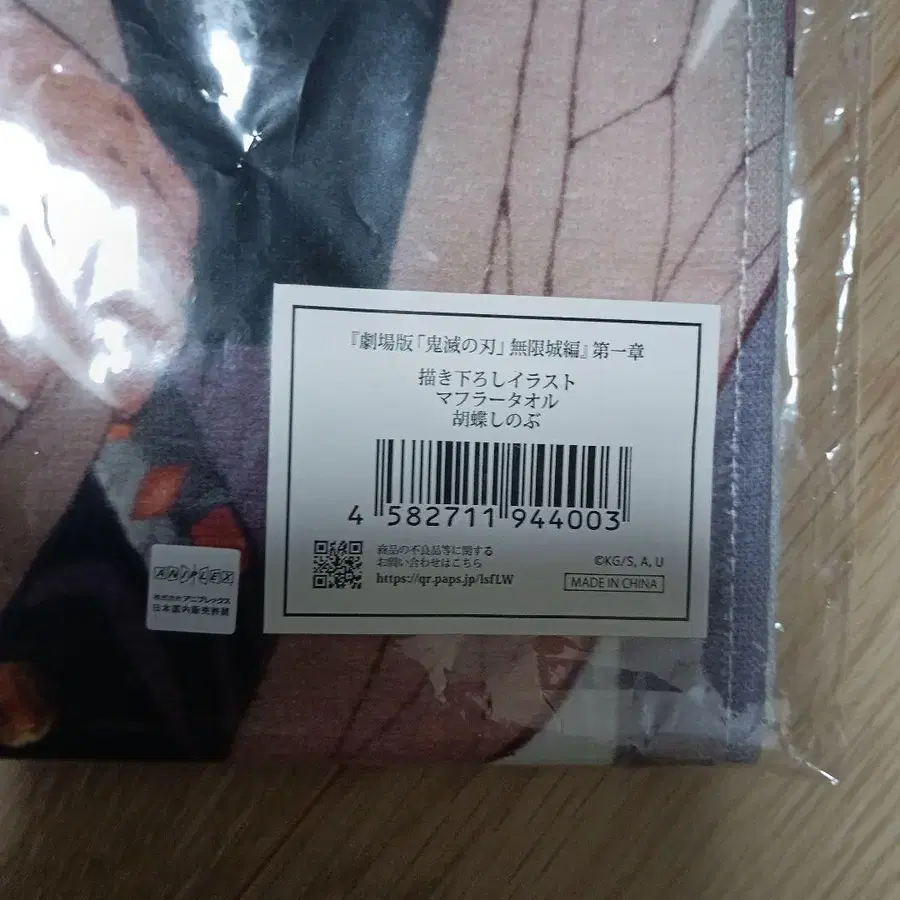 『劇場版「鬼滅の刃」無限城編』第一章
描き下ろしイラスト
マフラータオル
胡蝶しのぶ
4 582711 944003
商品の不良品等に関する
お問い合わせはこちら
https://qr.paps.jp/lsfLW
©KG/S, A, U
MADE IN CHINA
ANIPLEX
株式会社アニプレックス
日本国内販売許諾